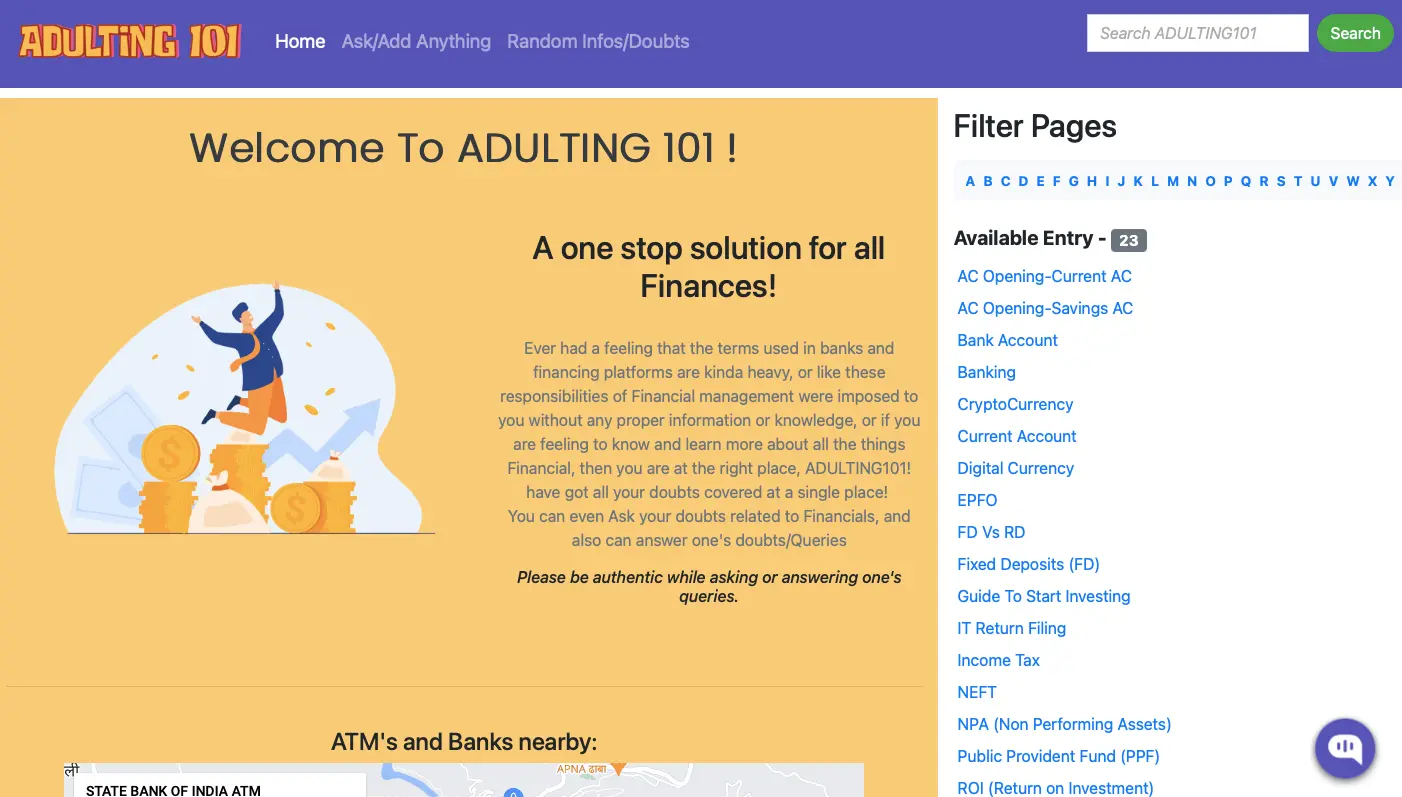 ADULTING 101
Home Ask/Add Anything Random Infos/Doubts
Search ADULTING101
Search
Welcome To ADULTING 101 !
A one stop solution for all
Finances!
Ever had a feeling that the terms used in banks and
financing platforms are kinda heavy, or like these
responsibilities of Financial management were imposed to
you without any proper information or knowledge, or if you
are feeling to know and learn more about all the things
Financial, then you are at the right place, ADULTING101!
have got all your doubts covered at a single place!
You can even Ask your doubts related to Financials, and
also can answer one's doubts/Queries
Please be authentic while asking or answering one's
queries.
ATM's and Banks nearby:
ली
APNA ढाबा
STATE BANK OF INDIA ATM
Filter Pages
A B C D E F G H I J K L M N O P Q R S T U V W X Y
Available Entry - 23
AC Opening-Current AC
AC Opening-Savings AC
Bank Account
Banking
CryptoCurrency
Current Account
Digital Currency
EPFO
FD Vs RD
Fixed Deposits (FD)
Guide To Start Investing
IT Return Filing
Income Tax
NEFT
NPA (Non Performing Assets)
Public Provident Fund (PPF)
ROI (Return on Investment)